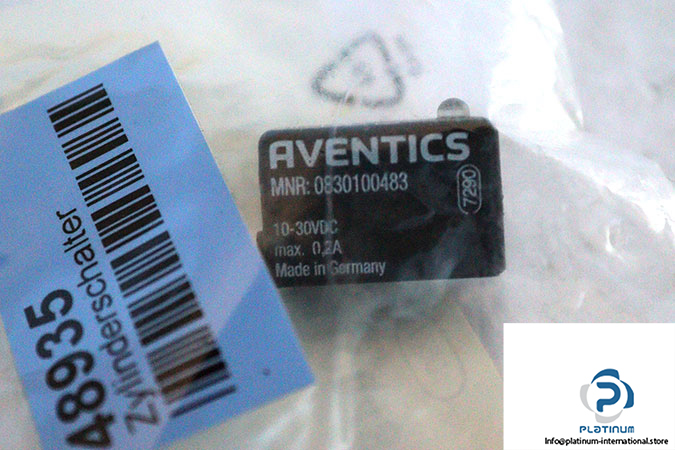 AVENTICS
MNR: 0830100483
7290
10-30VDC
max. 0,2A
Made in Germany
48935
Zylinderschalter
PLATINUM
Info@platinum-international.store